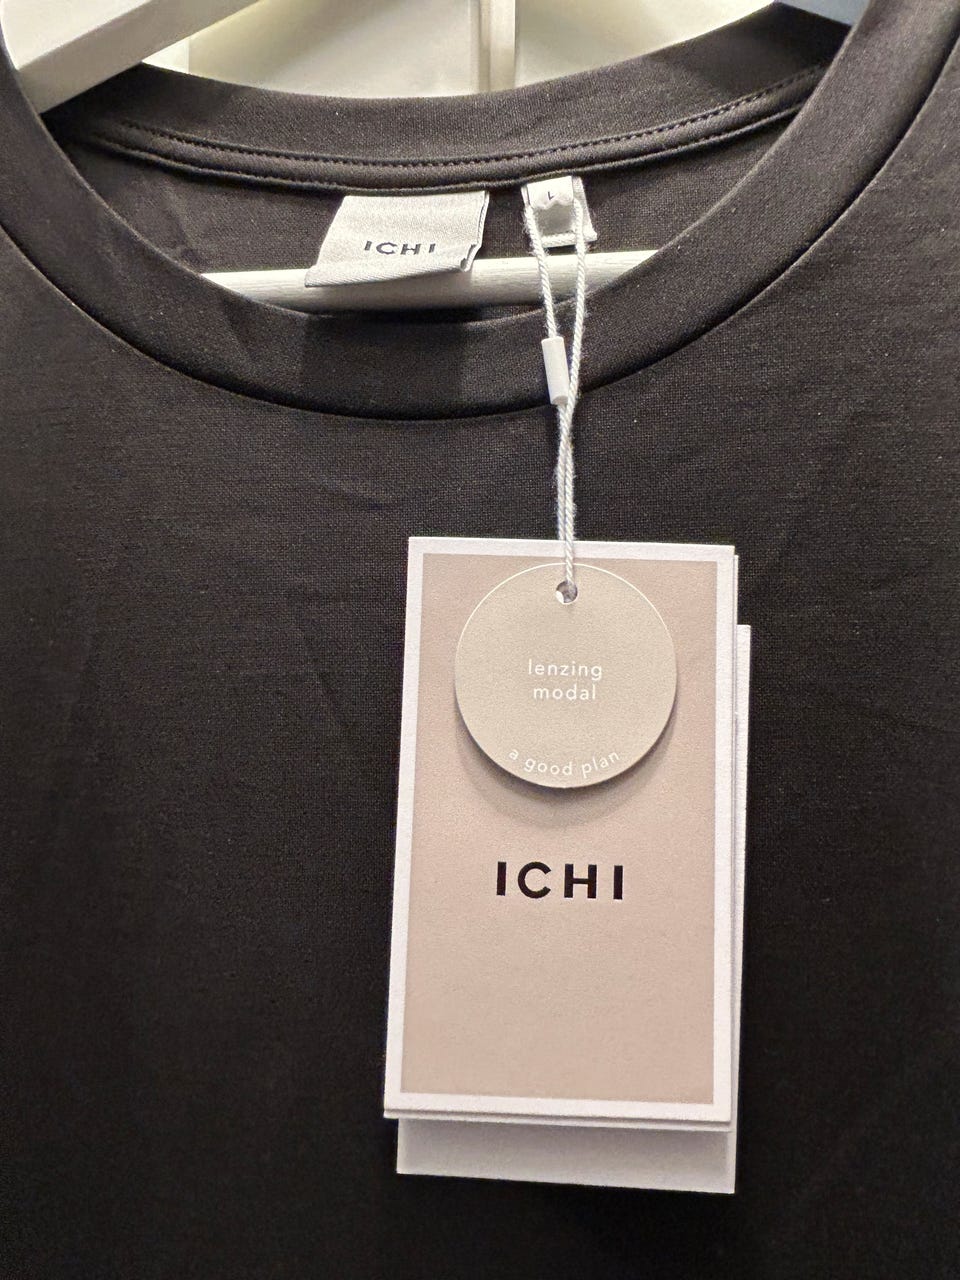 ICHI
L
lenzing
modal
a good plan
ICHI